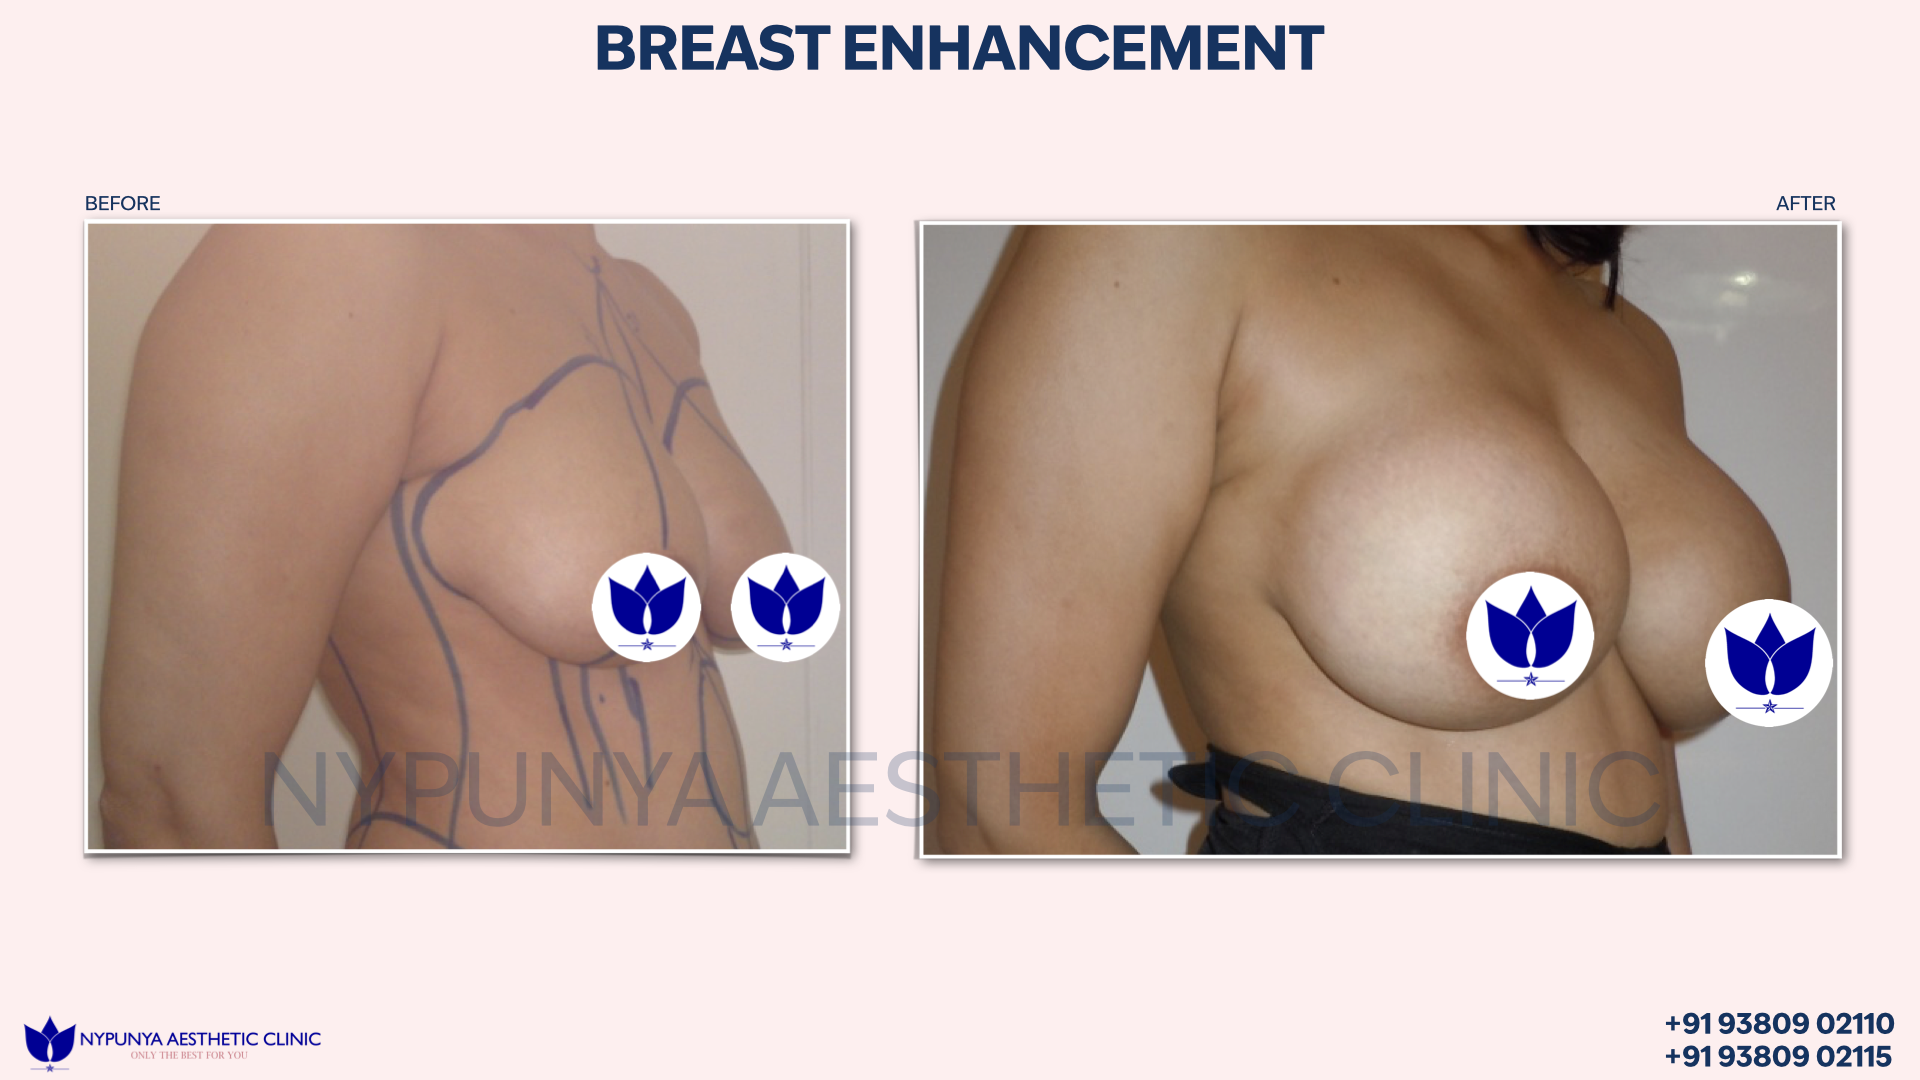 BREAST ENHANCEMENT
BEFORE
AFTER
NYPUNYA AESTHETIC CLINIC
NYPUNYA AESTHETIC CLINIC
ONLY THE BEST FOR YOU
+91 93809 02110
+91 93809 02115